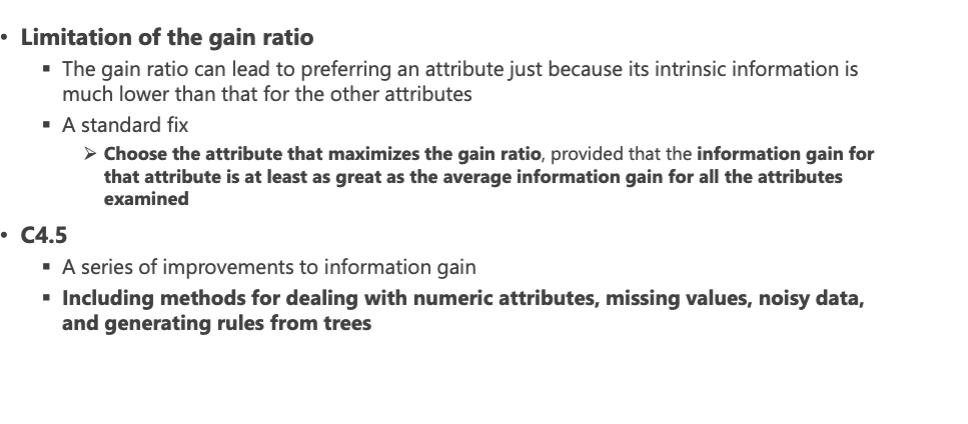 • Limitation of the gain ratio
▪ The gain ratio can lead to preferring an attribute just because its intrinsic information is
much lower than that for the other attributes
▪ A standard fix
➢ Choose the attribute that maximizes the gain ratio, provided that the information gain for
that attribute is at least as great as the average information gain for all the attributes
examined
• C4.5
▪ A series of improvements to information gain
▪ Including methods for dealing with numeric attributes, missing values, noisy data,
and generating rules from trees